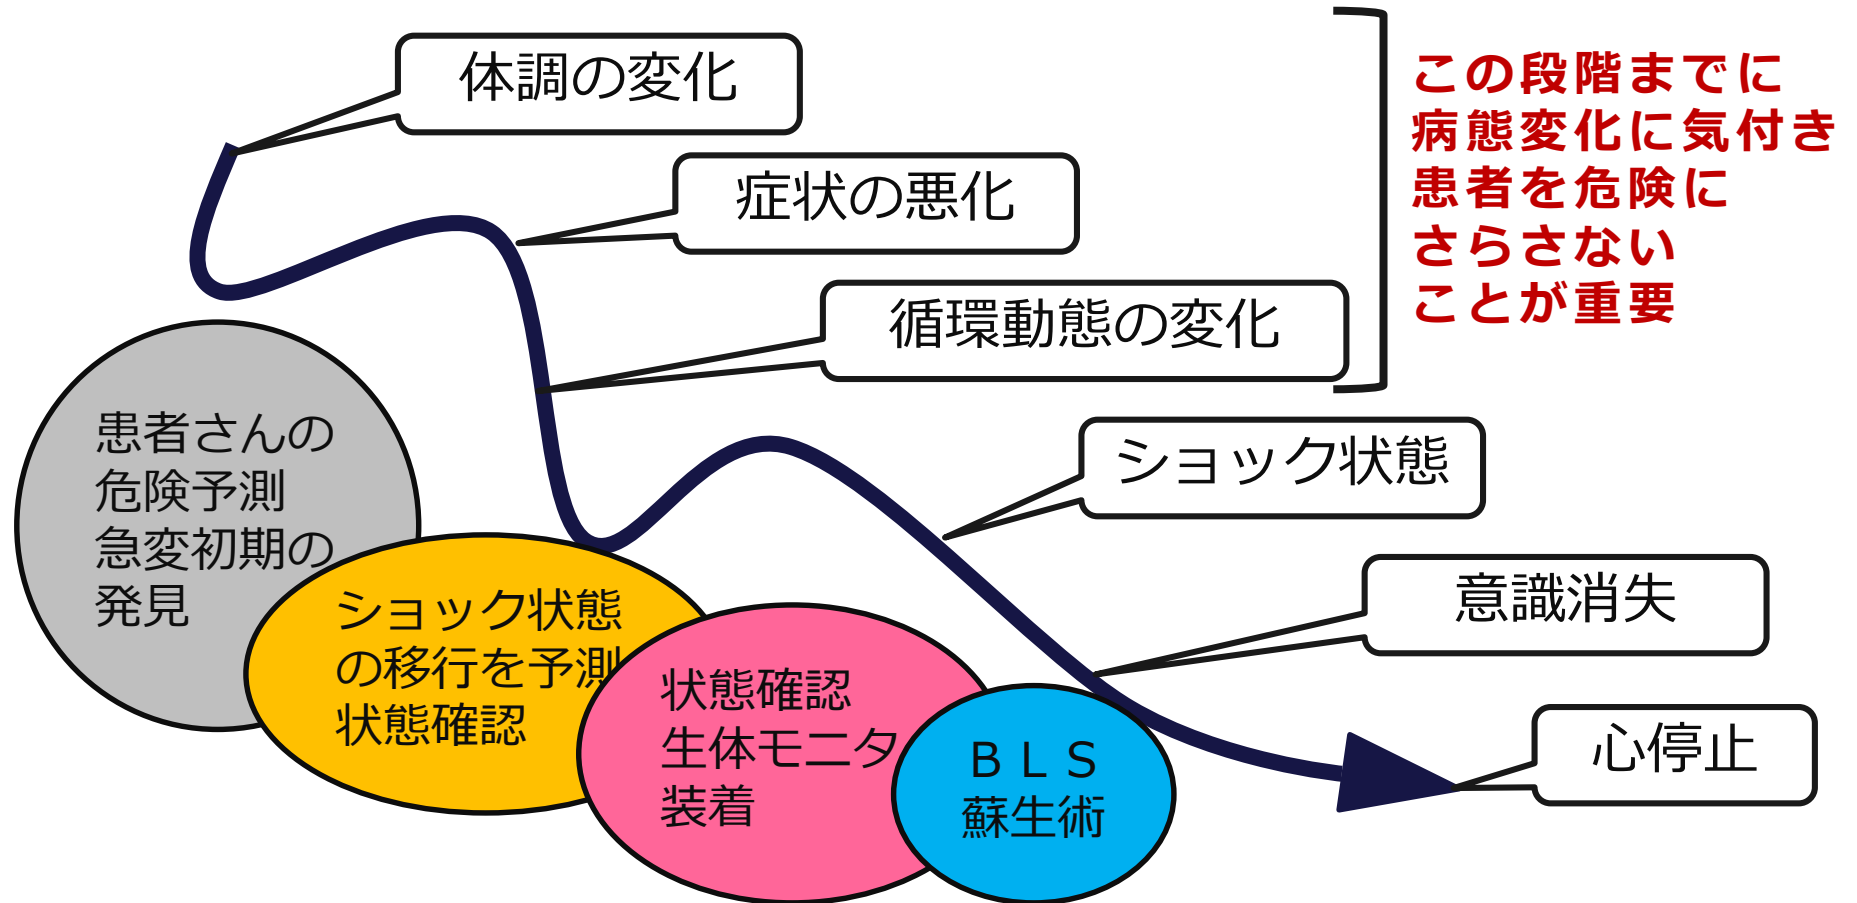 体調の変化
症状の悪化
循環動態の変化
この段階までに
病態変化に気付き
患者を危険に
さらさない
ことが重要
ショック状態
意識消失
心停止
患者さんの
危険予測
急変初期の
発見
ショック状態
の移行を予測
状態確認
状態確認
生体モニタ
装着
ＢＬＳ
蘇生術